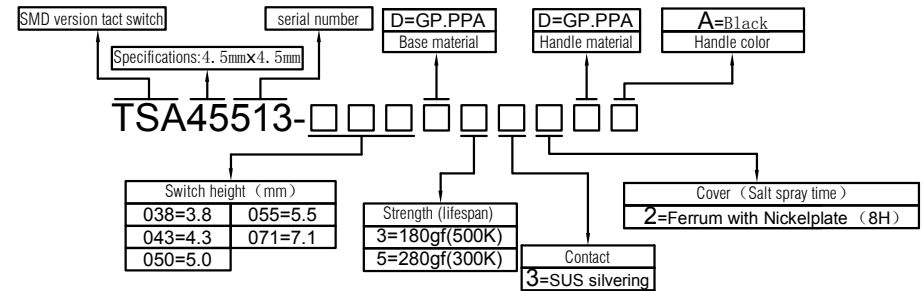 SMD version tact switch
serial number
D=GP.PPA
Base material
D=GP.PPA
Handle material
A=Black
Handle color
Specifications:4.5mmX4.5mm
TSA45513-□□□□□□□□□
Switch height（mm）
038=3.8 055=5.5
043=4.3 071=7.1
050=5.0
Strength (lifespan)
3=180gf(500K)
5=280gf(300K)
Contact
3=SUS silvering
Cover（Salt spray time）
2=Ferrum with Nickelplate（8H）